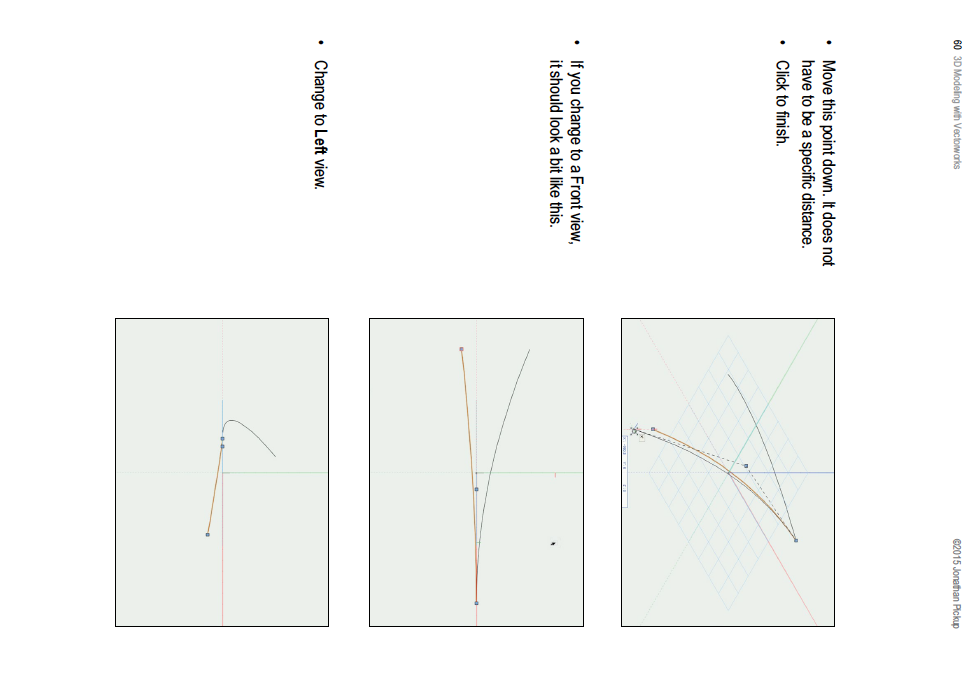 60 3D Modeling with Vectorworks
• Move this point down. It does not
have to be a specific distance.
• Click to finish.
• If you change to a Front view,
it should look a bit like this.
• Change to Left view.
©2015 Jonathan Pickup